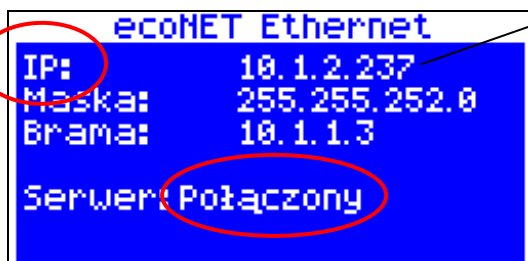 ecoNET Ethernet
IP: 10.1.2.237
Maska: 255.255.252.0
Brama: 10.1.1.3
Serwer: Połączony